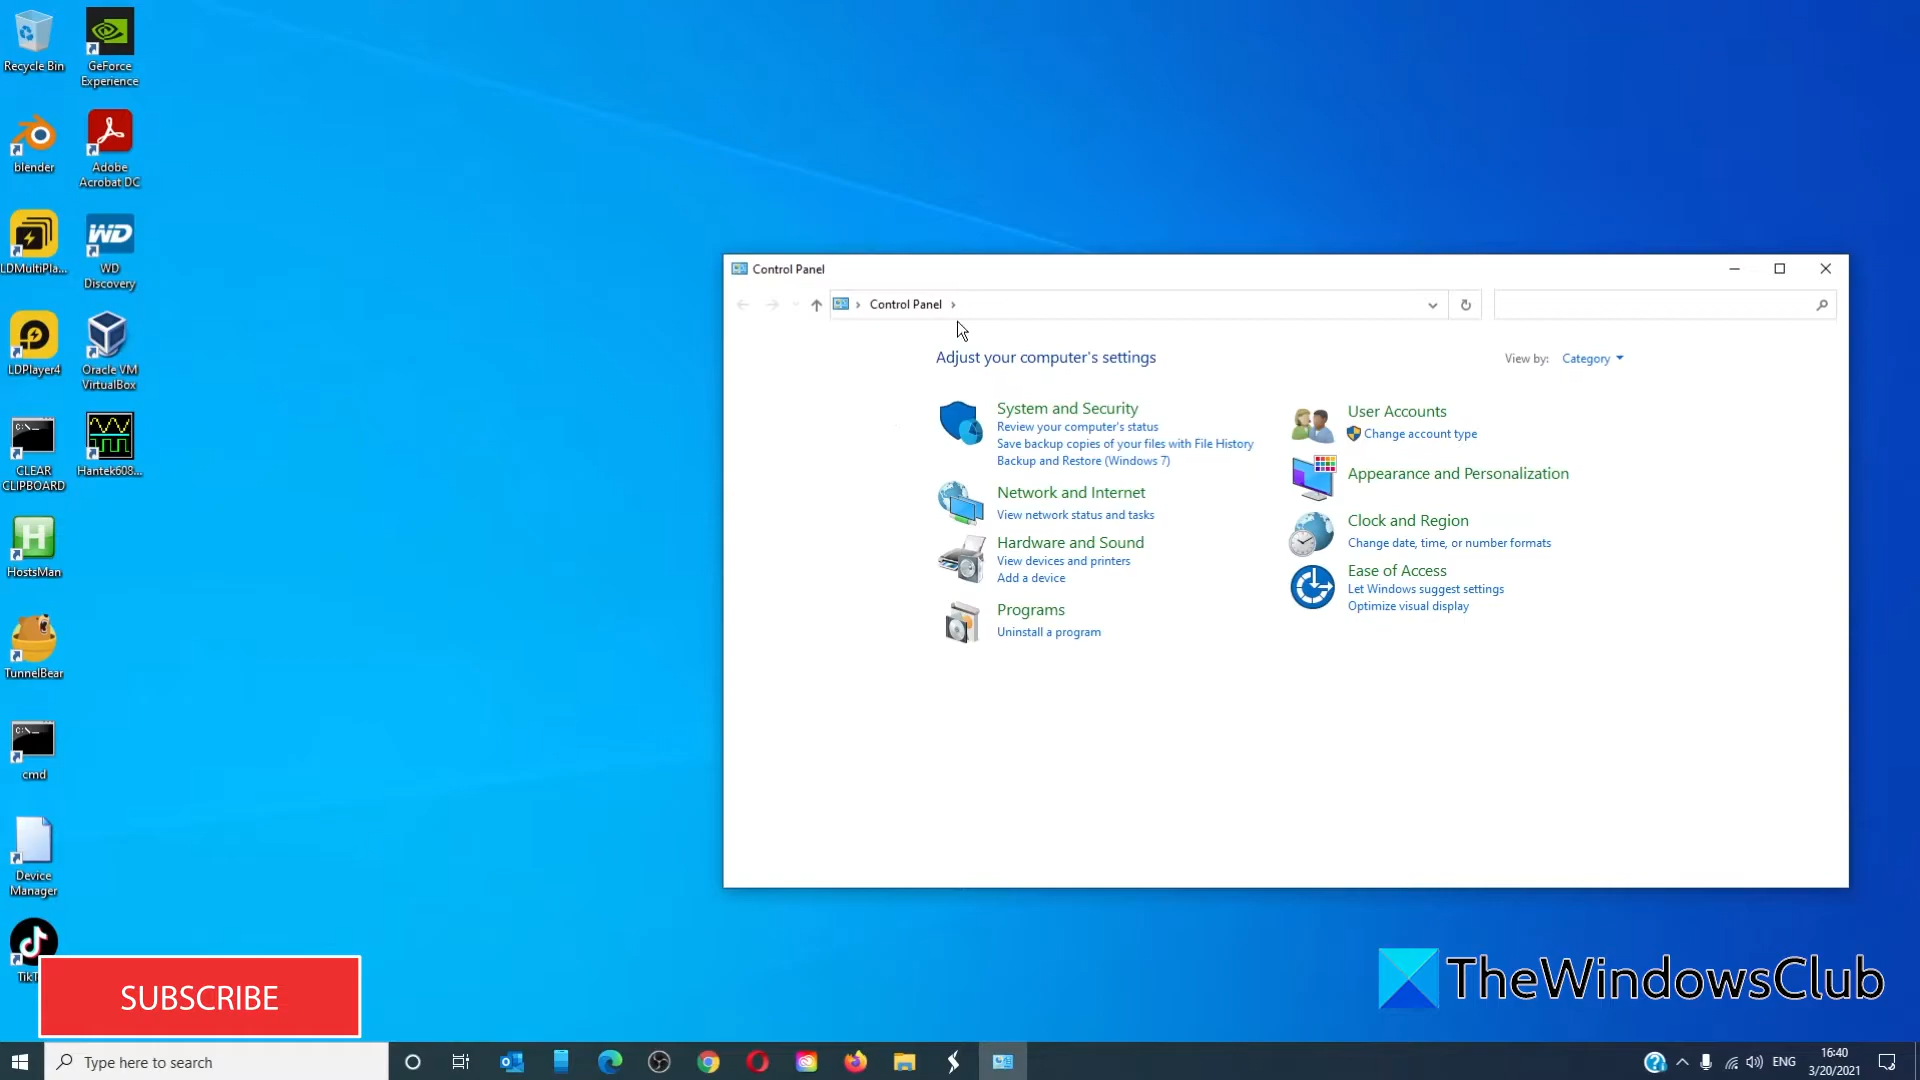 Recycle Bin
GeForce
Experience
blender
Adobe
Acrobat DC
LDMultiPla...
WD
WD
Discovery
LDPlayer4
Oracle VM
VirtualBox
C:\_
CLEAR
CLIPBOARD
Hantek608...
H
HostsMan
TunnelBear
C:\_
cmd
Device
Manager
TikT
SUBSCRIBE
Control Panel
Control Panel
Adjust your computer's settings
View by: Category
System and Security
Review your computer's status
Save backup copies of your files with File History
Backup and Restore (Windows 7)
Network and Internet
View network status and tasks
Hardware and Sound
View devices and printers
Add a device
Programs
Uninstall a program
User Accounts
Change account type
Appearance and Personalization
Clock and Region
Change date, time, or number formats
Ease of Access
Let Windows suggest settings
Optimize visual display
TheWindowsClub
Type here to search
ENG
16:40
3/20/2021